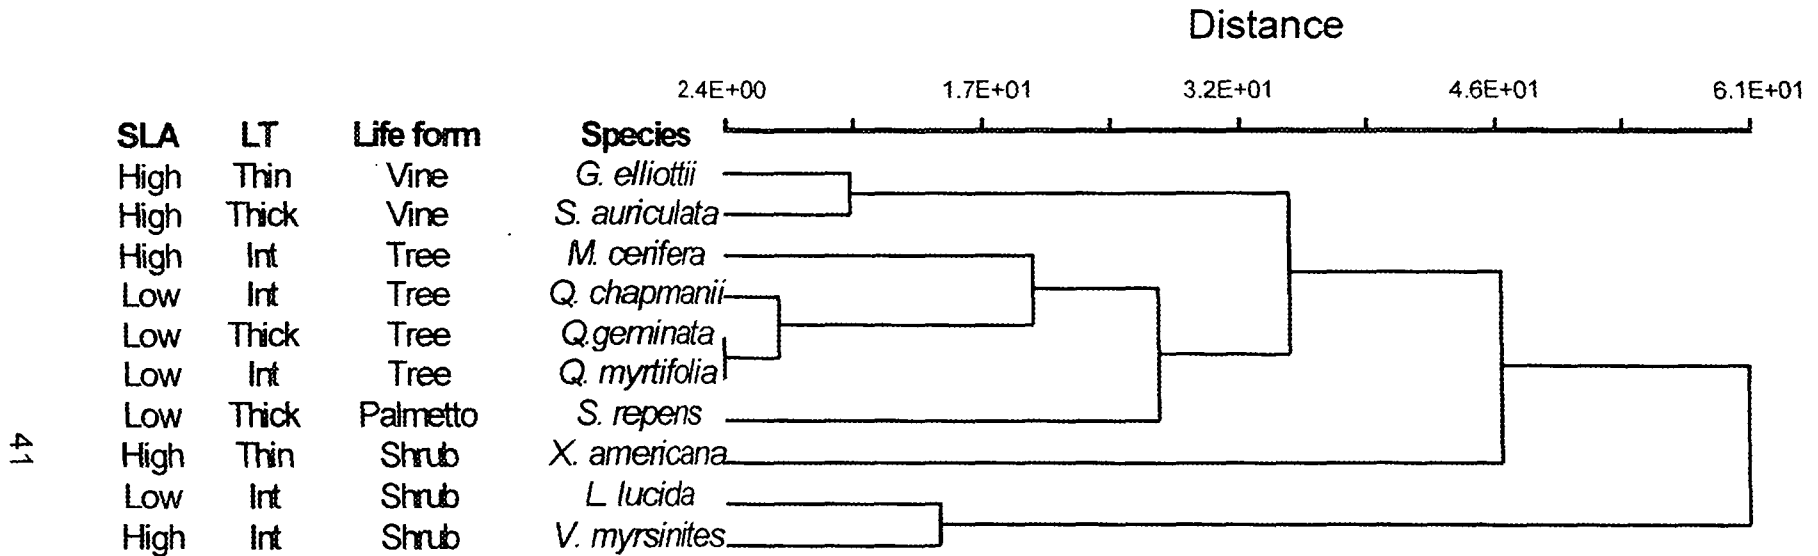 Distance
2.4E+00 1.7E+01 3.2E+01 4.6E+01 6.1E+01
SLA LT Life form Species
High Thin Vine G. elliottii
High Thick Vine S. auriculata
High Int Tree M. cerifera
Low Int Tree Q. chapmanii
Low Thick Tree Q.geminata
Low Int Tree Q. myrtifolia
Low Thick Palmetto S. repens
High Thin Shrub X. americana
Low Int Shrub L. lucida
High Int Shrub V. myrsinites
41